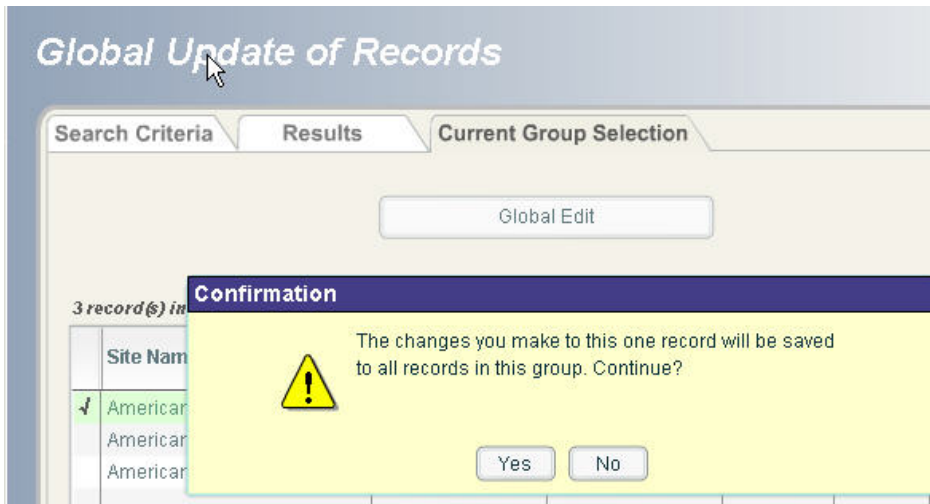 Global Update of Records
Search Criteria
Results
Current Group Selection
Global Edit
3 record(s) in
Confirmation
The changes you make to this one record will be saved
to all records in this group. Continue?
Site Nam
American
American
American
Yes
No